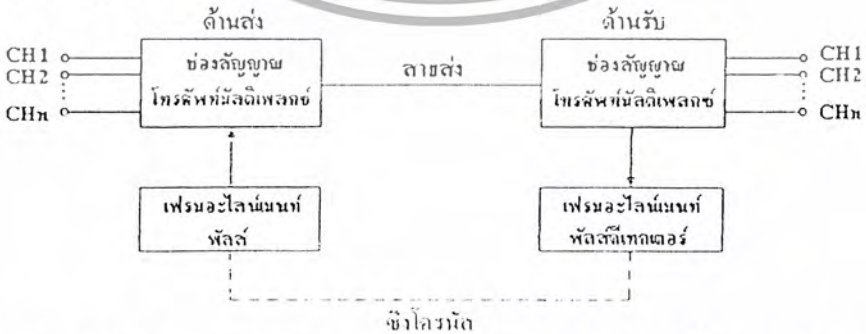 ด้านส่ง
ด้านรับ
CH1
CH2
CHn
ช่องสัญญาณ
โทรศัพท์มัลติเพลกซ์
สายส่ง
ช่องสัญญาณ
โทรศัพท์มัลติเพลกซ์
CH1
CH2
CHn
เฟรมอะไลน์เมนท์
พัลส์
เฟรมอะไลน์เมนท์
พัลส์ดีเทกเตอร์
ซิงโครนัส